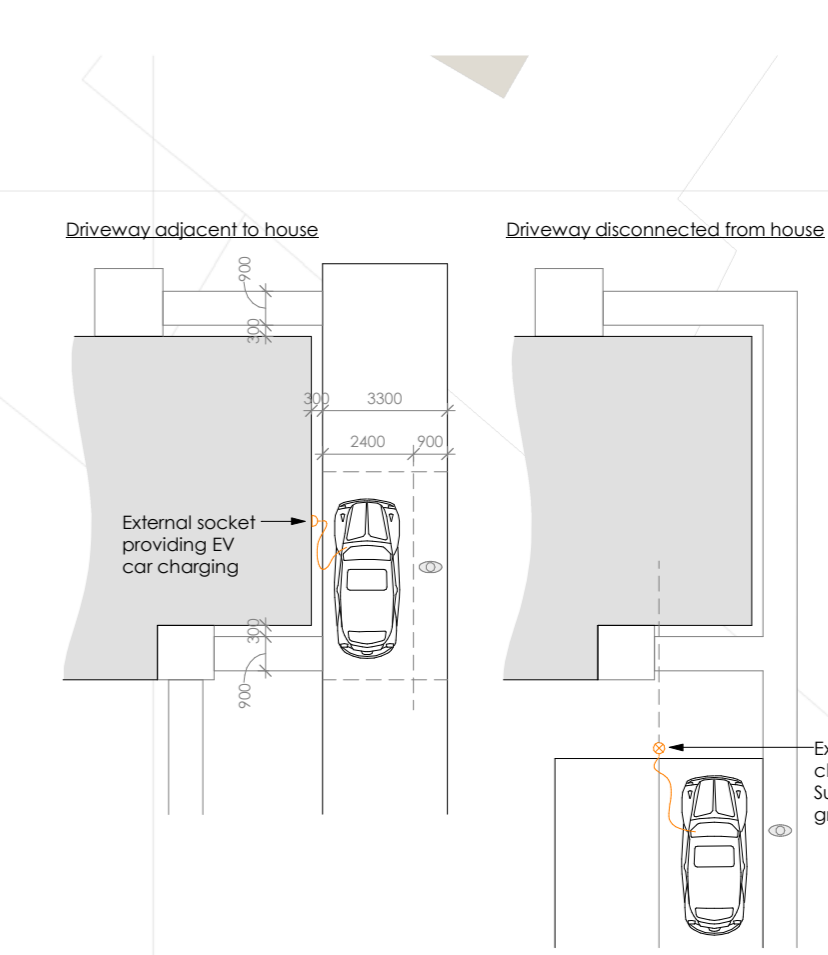 Driveway adjacent to house
Driveway disconnected from house
900
300
300
3300
2400
900
External socket
providing EV
car charging
300
900